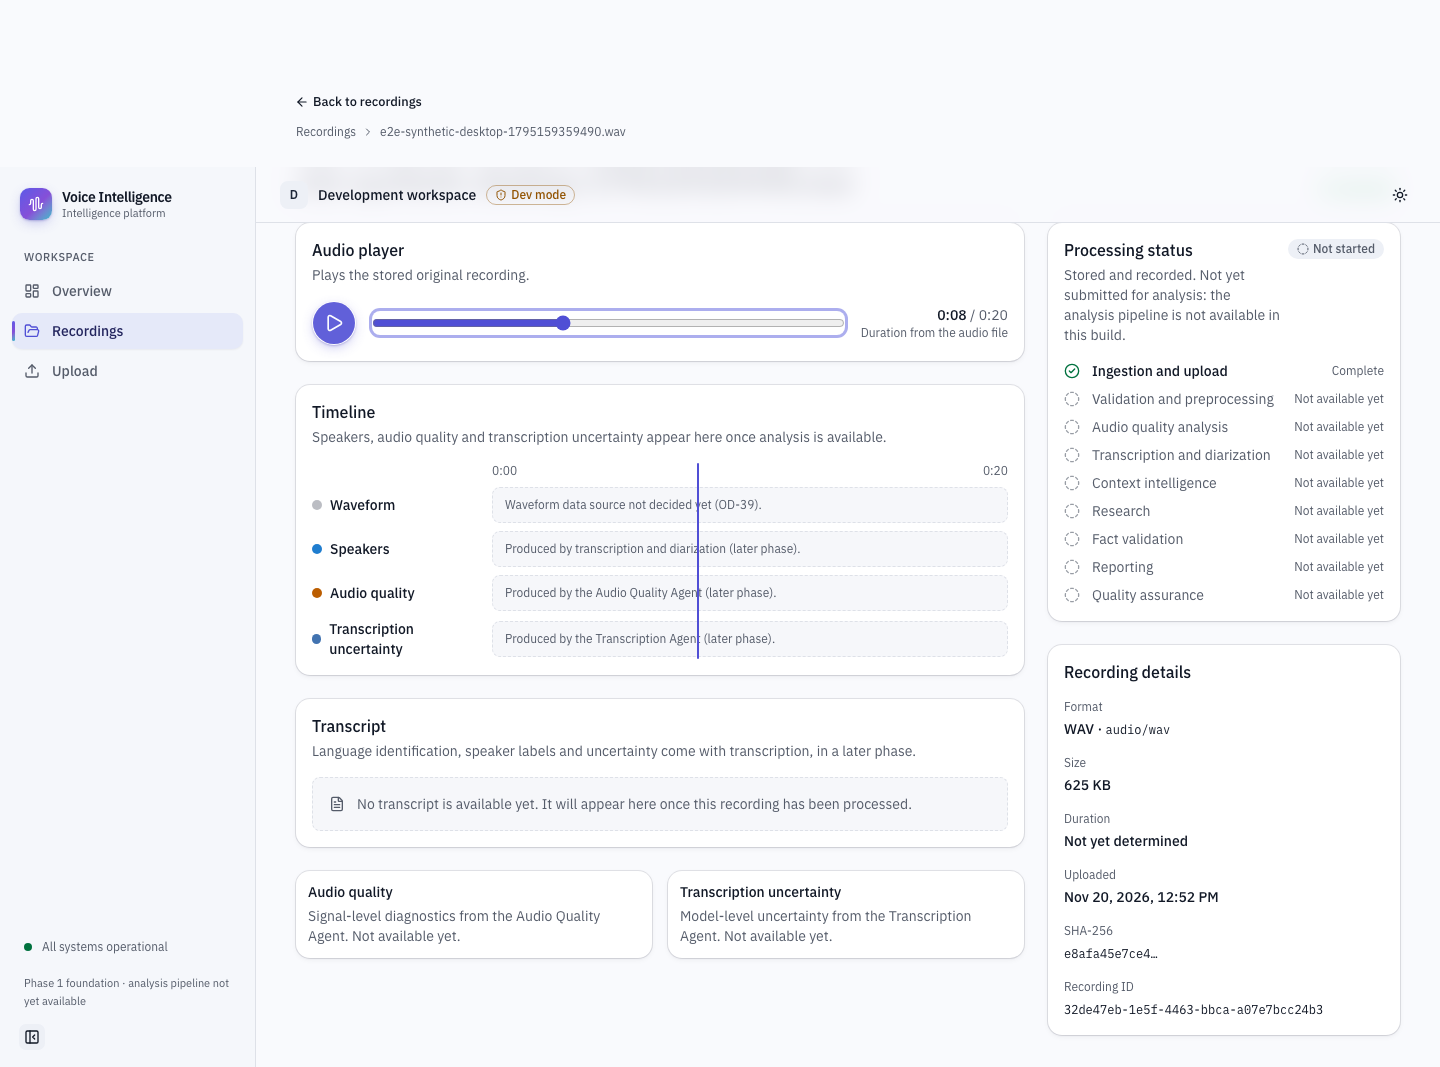 Back to recordings
Recordings > e2e-synthetic-desktop-1795159359490.wav
Voice Intelligence
Intelligence platform
WORKSPACE
Overview
Recordings
Upload
All systems operational
Phase 1 foundation · analysis pipeline not
yet available
D Development workspace Dev mode
Audio player
Plays the stored original recording.
0:08 / 0:20
Duration from the audio file
Timeline
Speakers, audio quality and transcription uncertainty appear here once analysis is available.
0:00 0:20
Waveform Waveform data source not decided yet (OD-39).
Speakers Produced by transcription and diarization (later phase).
Audio quality Produced by the Audio Quality Agent (later phase).
Transcription
uncertainty
Produced by the Transcription Agent (later phase).
Transcript
Language identification, speaker labels and uncertainty come with transcription, in a later phase.
No transcript is available yet. It will appear here once this recording has been processed.
Audio quality
Signal-level diagnostics from the Audio Quality
Agent. Not available yet.
Transcription uncertainty
Model-level uncertainty from the Transcription
Agent. Not available yet.
Processing status Not started
Stored and recorded. Not yet
submitted for analysis: the
analysis pipeline is not available in
this build.
Ingestion and upload Complete
Validation and preprocessing Not available yet
Audio quality analysis Not available yet
Transcription and diarization Not available yet
Context intelligence Not available yet
Research Not available yet
Fact validation Not available yet
Reporting Not available yet
Quality assurance Not available yet
Recording details
Format
WAV · audio/wav
Size
625 KB
Duration
Not yet determined
Uploaded
Nov 20, 2026, 12:52 PM
SHA-256
e8afa45e7ce4…
Recording ID
32de47eb-1e5f-4463-bbca-a07e7bcc24b3